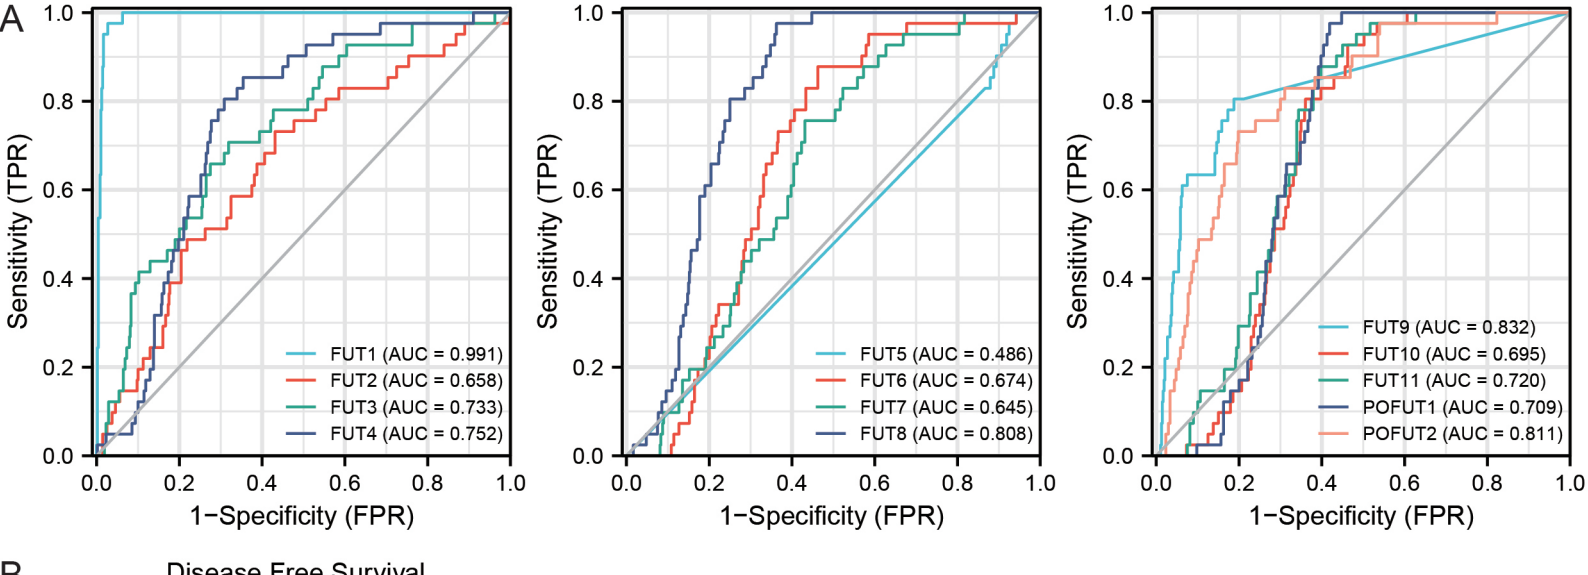 A
Sensitivity (TPR)
1.0
0.8
0.6
0.4
0.2
0.0
FUT1 (AUC = 0.991)
FUT2 (AUC = 0.658)
FUT3 (AUC = 0.733)
FUT4 (AUC = 0.752)
0.0 0.2 0.4 0.6 0.8 1.0
1−Specificity (FPR)
Sensitivity (TPR)
1.0
0.8
0.6
0.4
0.2
0.0
FUT5 (AUC = 0.486)
FUT6 (AUC = 0.674)
FUT7 (AUC = 0.645)
FUT8 (AUC = 0.808)
0.0 0.2 0.4 0.6 0.8 1.0
1−Specificity (FPR)
Sensitivity (TPR)
1.0
0.8
0.6
0.4
0.2
0.0
FUT9 (AUC = 0.832)
FUT10 (AUC = 0.695)
FUT11 (AUC = 0.720)
POFUT1 (AUC = 0.709)
POFUT2 (AUC = 0.811)
0.0 0.2 0.4 0.6 0.8 1.0
1−Specificity (FPR)
B
Disease Free Survival